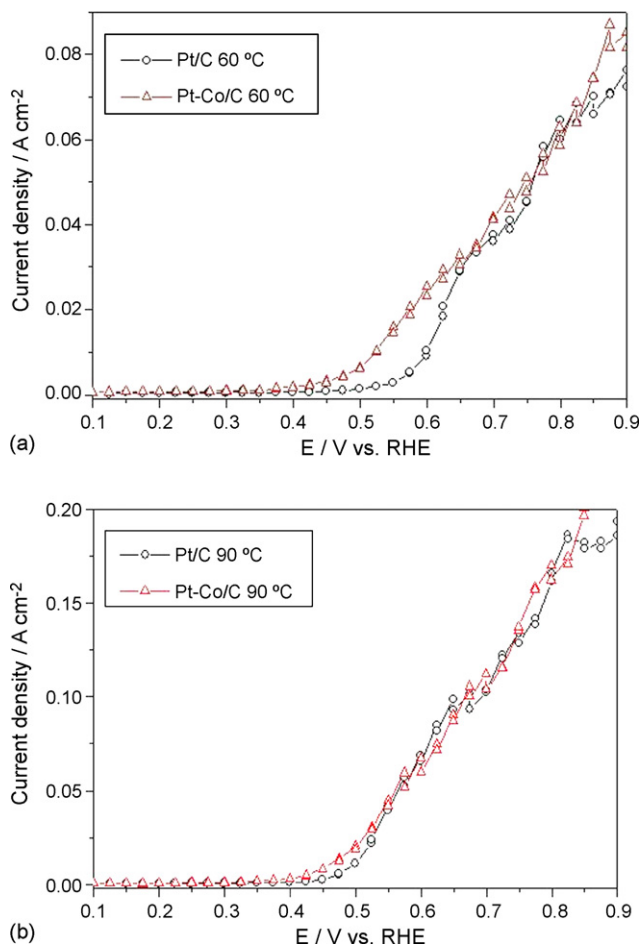 0.08
0.06
0.04
0.02
0.00
Current density / A cm-2
Pt/C 60 ºC
Pt-Co/C 60 ºC
0.1 0.2 0.3 0.4 0.5 0.6 0.7 0.8 0.9
(a)
E / V vs. RHE
0.20
0.15
0.10
0.05
0.00
Current density / A cm-2
Pt/C 90 ºC
Pt-Co/C 90 ºC
0.1 0.2 0.3 0.4 0.5 0.6 0.7 0.8 0.9
(b)
E / V vs. RHE